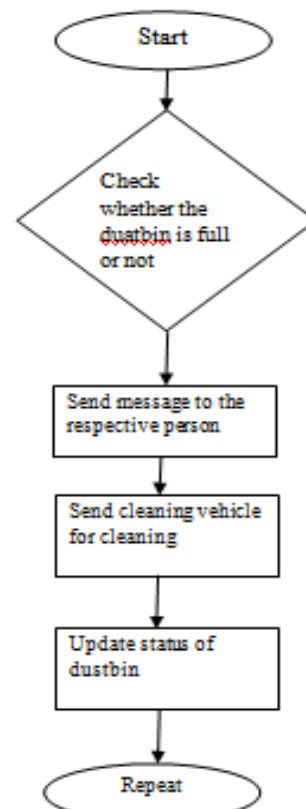 Start
Check
whether the
dustbin is full
or not
Send message to the
respective person
Send cleaning vehicle
for cleaning
Update status of
dustbin
Repeat